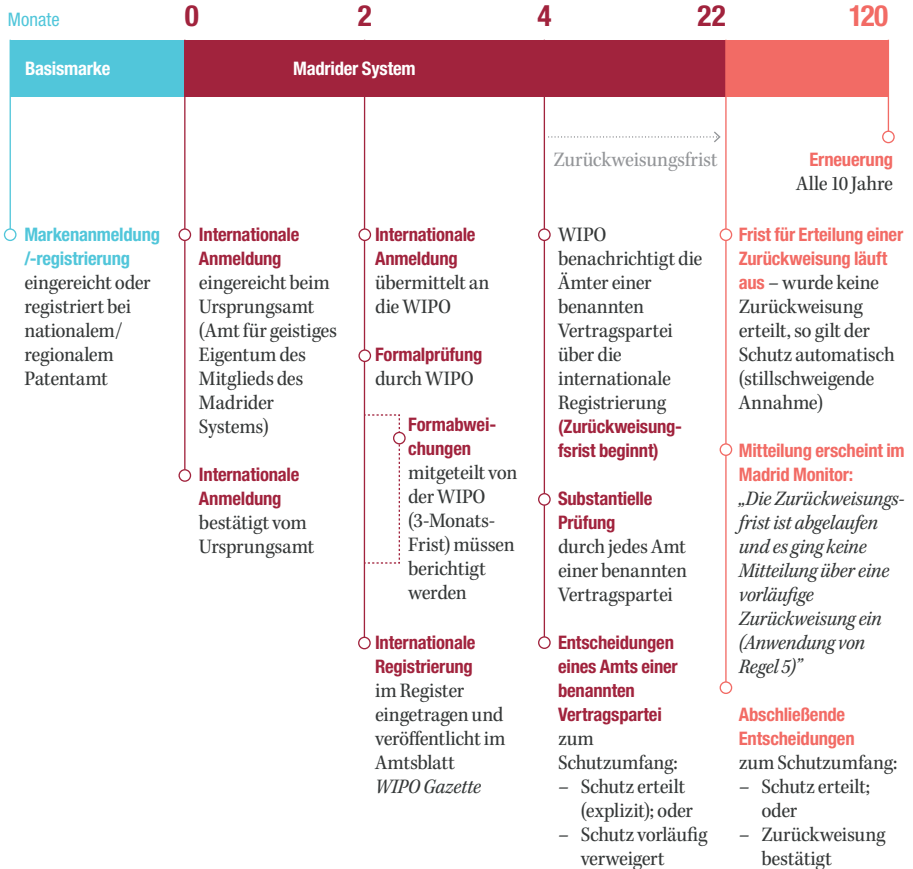 Monate
0
2
4
22
120
Basismarke
Madrider System
Zurückweisungsfrist
Erneuerung
Alle 10 Jahre
Markenanmeldung
/-registrierung
eingereicht oder
registriert bei
nationalem/
regionalem
Patentamt
Internationale
Anmeldung
eingereicht beim
Ursprungsamt
(Amt für geistiges
Eigentum des
Mitglieds des
Madrider
Systems)
Internationale
Anmeldung
bestätigt vom
Ursprungsamt
Internationale
Anmeldung
übermittelt an
die WIPO
Formalprüfung
durch WIPO
Formabwei-
chungen
mitgeteilt von
der WIPO
(3-Monats-
Frist) müssen
berichtigt
werden
Internationale
Registrierung
im Register
eingetragen und
veröffentlicht im
Amtsblatt
WIPO Gazette
WIPO
benachrichtigt die
Ämter einer
benannten
Vertragspartei
über die
internationale
Registrierung
(Zurückweisung-
fsrist beginnt)
Substantielle
Prüfung
durch jedes Amt
einer benannten
Vertragspartei
Entscheidungen
eines Amts einer
benannten
Vertragspartei
zum
Schutzumfang:
– Schutz erteilt
(explizit); oder
– Schutz vorläufig
verweigert
Frist für Erteilung einer
Zurückweisung läuft
aus – wurde keine
Zurückweisung
erteilt, so gilt der
Schutz automatisch
(stillschweigende
Annahme)
Mitteilung erscheint im
Madrid Monitor:
„Die Zurückweisungs-
frist ist abgelaufen
und es ging keine
Mitteilung über eine
vorläufige
Zurückweisung ein
(Anwendung von
Regel 5)”
Abschließende
Entscheidungen
zum Schutzumfang:
– Schutz erteilt;
oder
– Zurückweisung
bestätigt